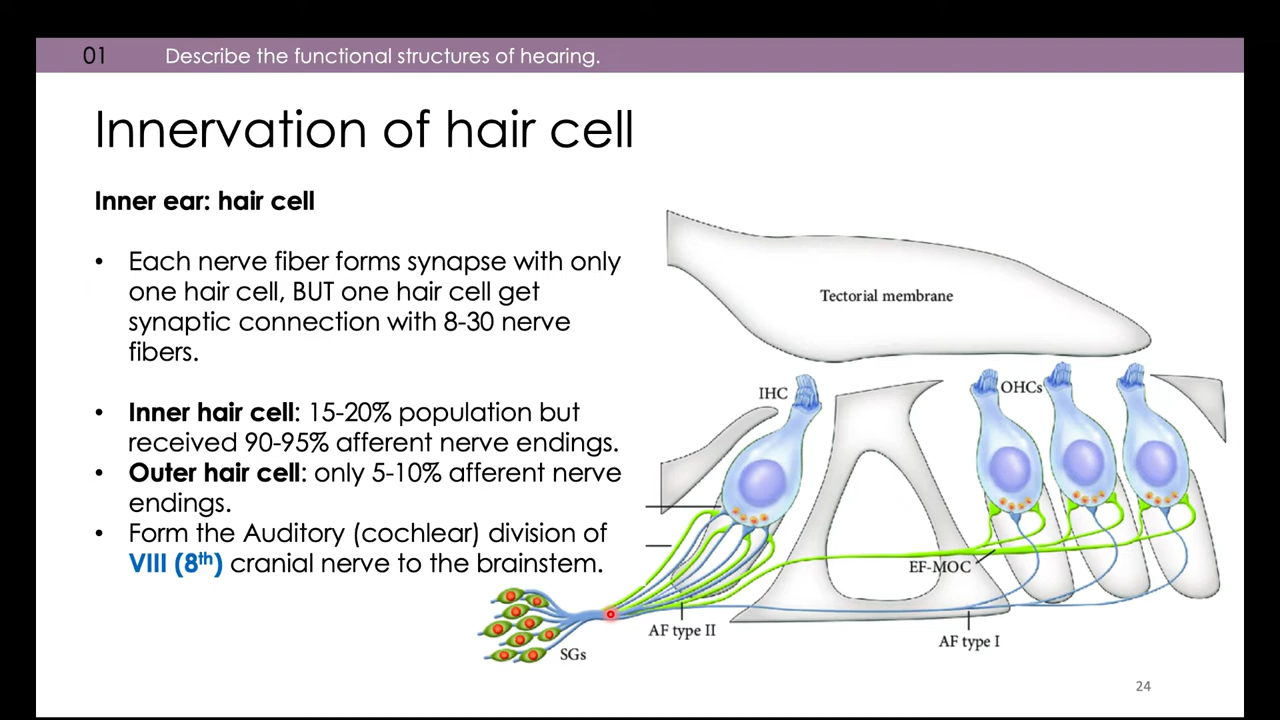 01 Describe the functional structures of hearing.
Innervation of hair cell
Inner ear: hair cell
• Each nerve fiber forms synapse with only
one hair cell, BUT one hair cell get
synaptic connection with 8-30 nerve
fibers.
• Inner hair cell: 15-20% population but
received 90-95% afferent nerve endings.
• Outer hair cell: only 5-10% afferent nerve
endings.
• Form the Auditory (cochlear) division of
VIII (8th) cranial nerve to the brainstem.
Tectorial membrane
IHC
OHCs
EF-MOC
AF type II
AF type I
SGs
24